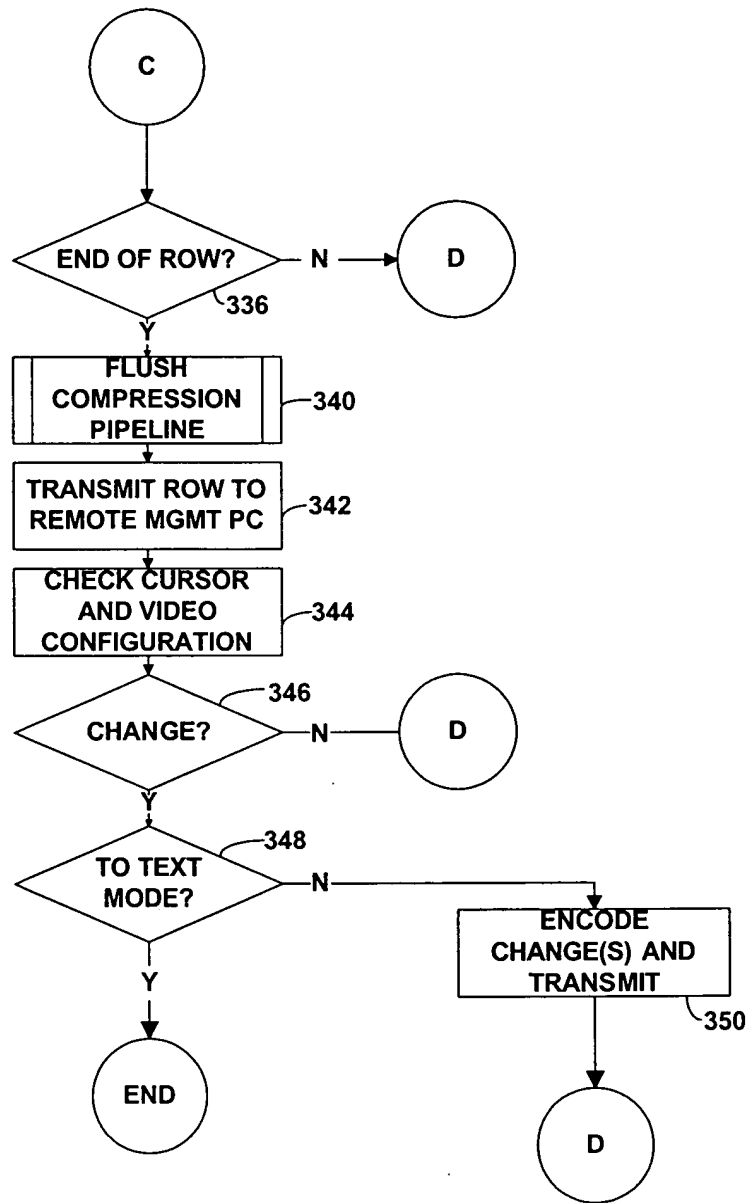 C
END OF ROW?
N
D
336
Y
FLUSH
COMPRESSION
PIPELINE
340
TRANSMIT ROW TO
REMOTE MGMT PC
342
CHECK CURSOR
AND VIDEO
CONFIGURATION
344
346
CHANGE?
N
D
Y
348
TO TEXT
MODE?
N
ENCODE
CHANGE(S) AND
TRANSMIT
350
Y
END
D